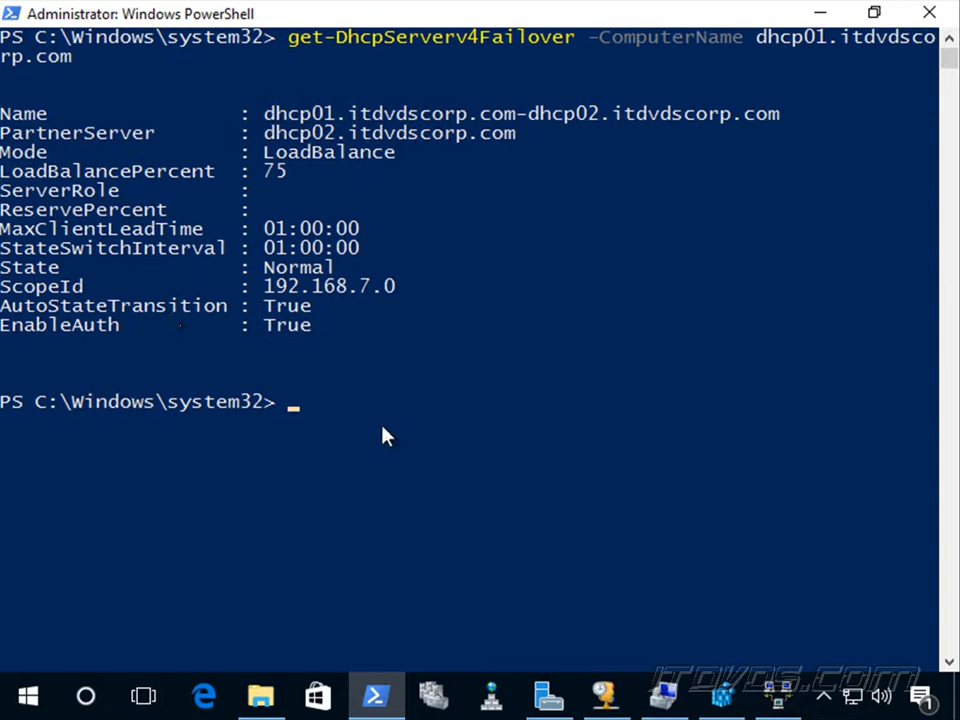 Administrator: Windows PowerShell
PS C:\Windows\system32> get-DhcpServerv4Failover -ComputerName dhcp01.itdvdsco
rp.com
Name : dhcp01.itdvdscorp.com-dhcp02.itdvdscorp.com
PartnerServer : dhcp02.itdvdscorp.com
Mode : LoadBalance
LoadBalancePercent : 75
ServerRole :
ReservePercent :
MaxClientLeadTime : 01:00:00
StateSwitchInterval : 01:00:00
State : Normal
ScopeId : 192.168.7.0
AutoStateTransition : True
EnableAuth : True
PS C:\Windows\system32> _
ITDVDS.COM
1